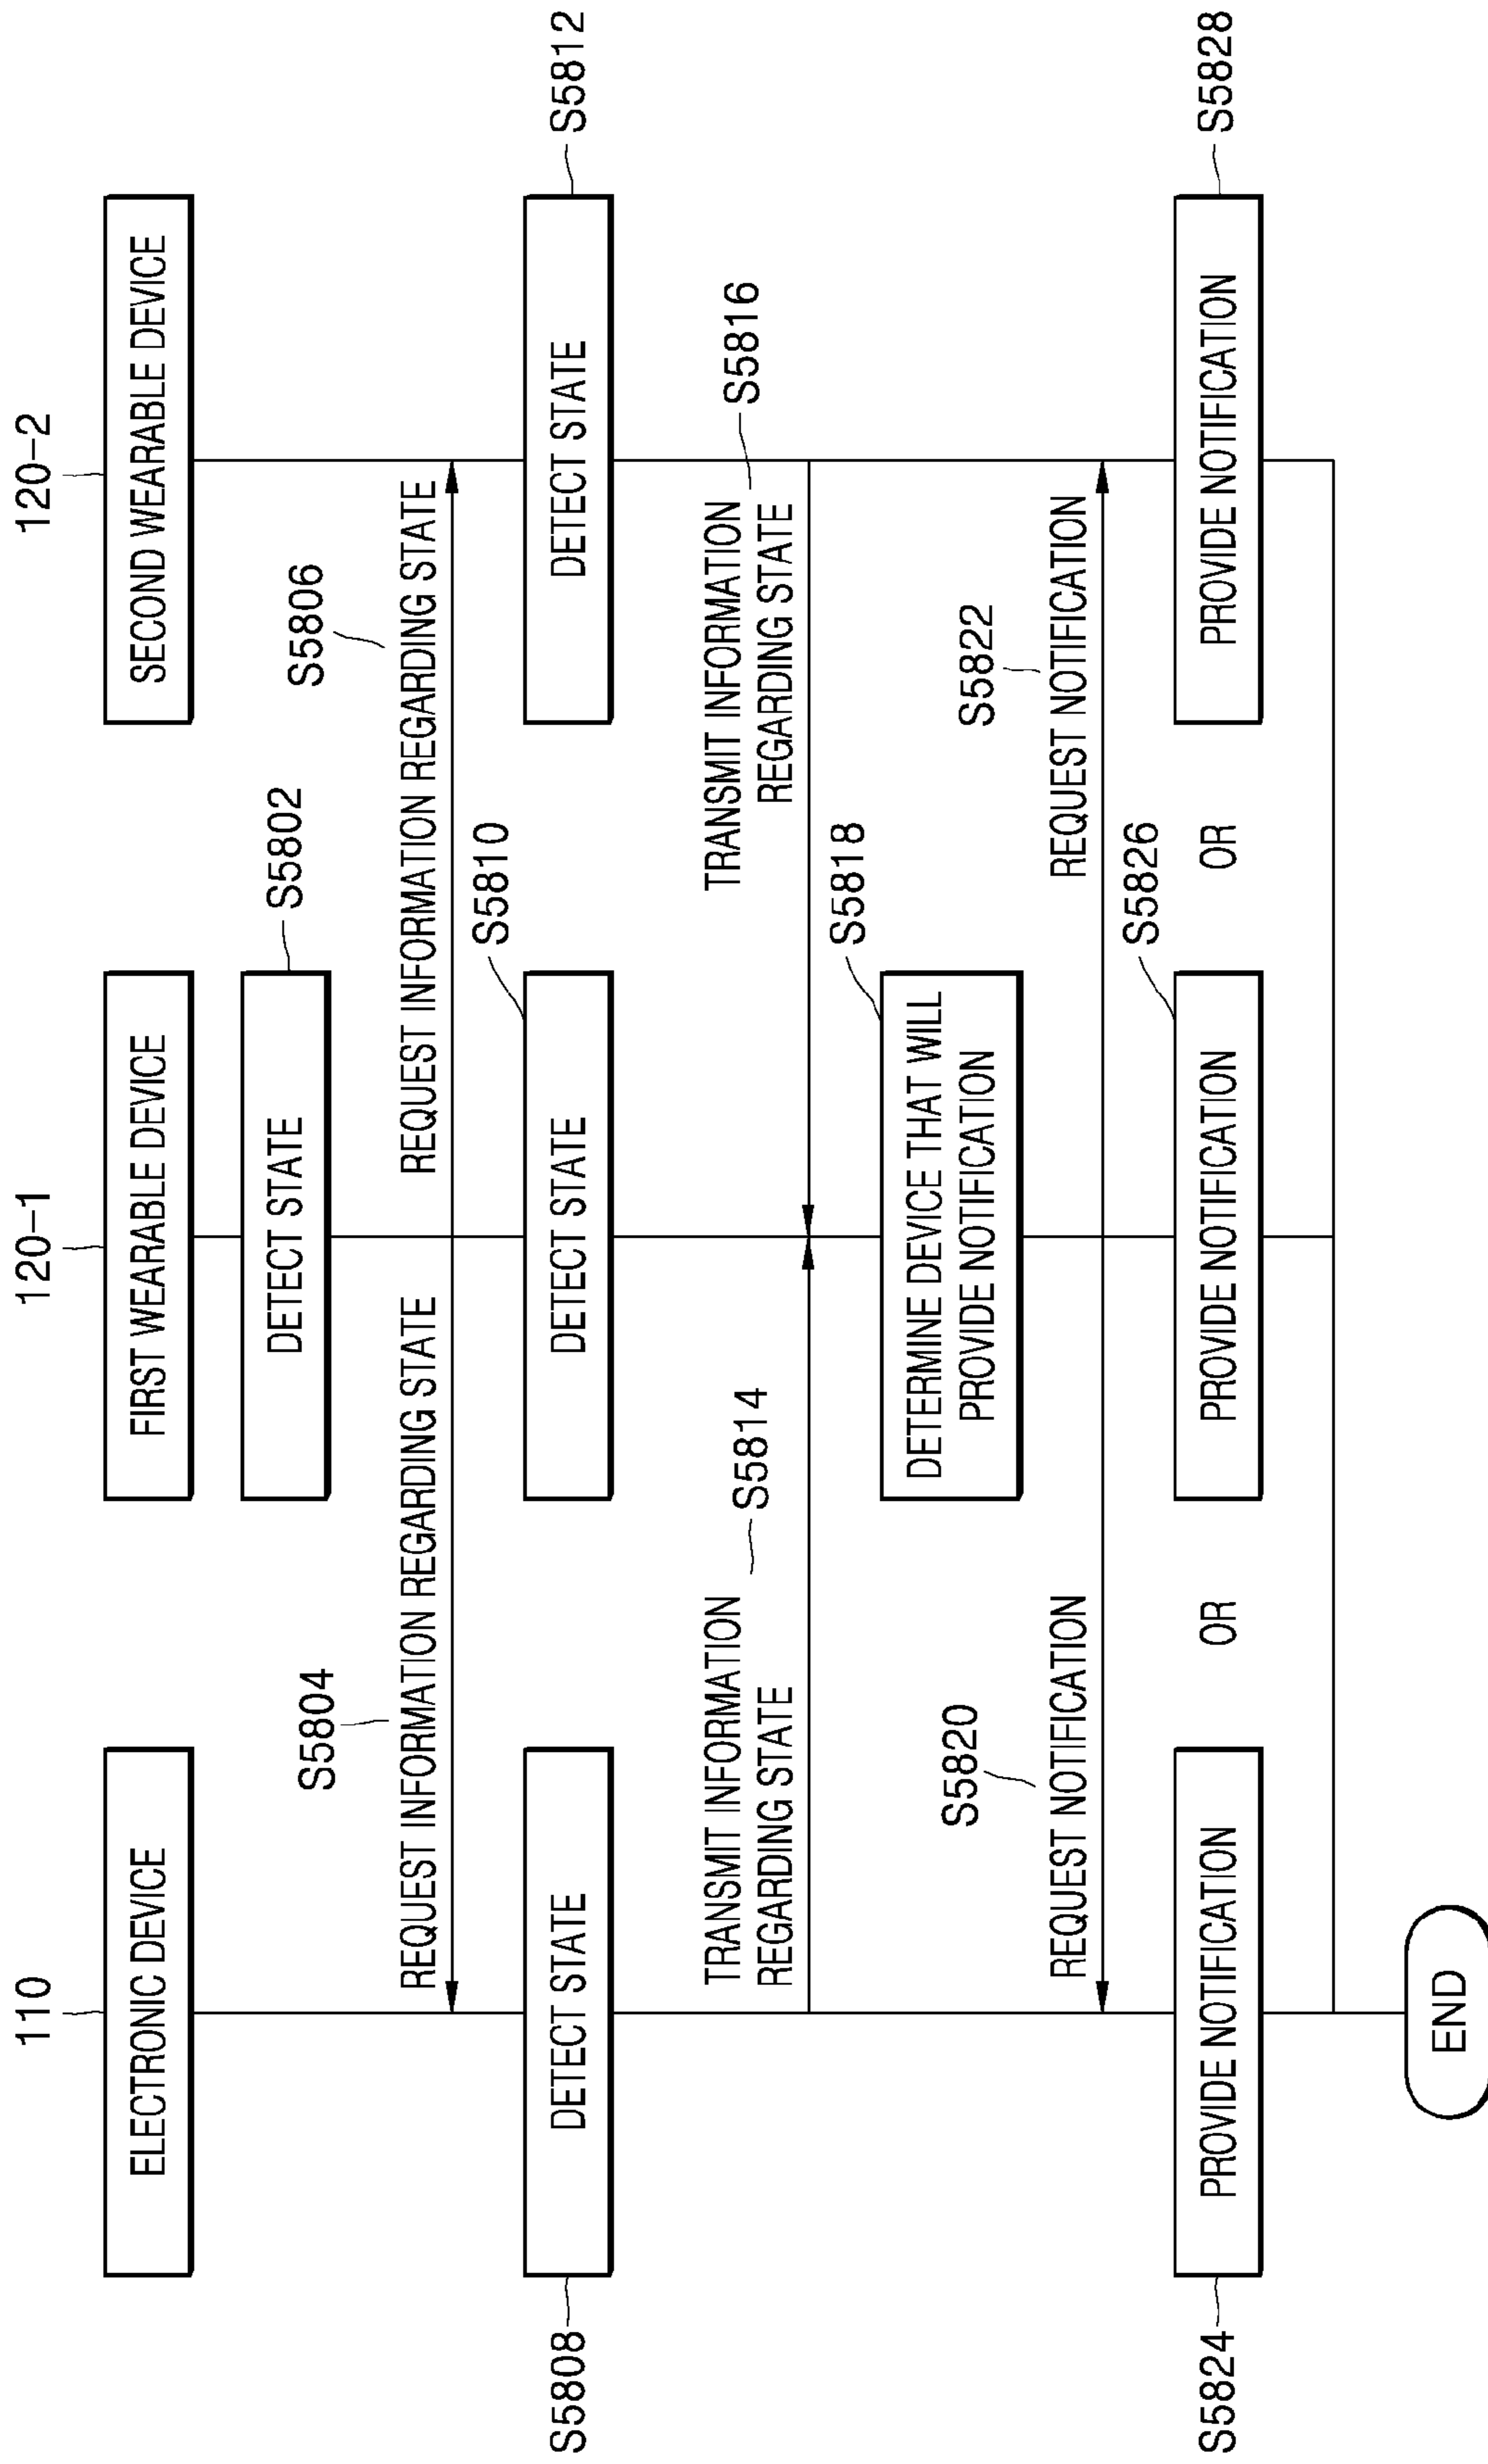 110
120-1
120-2
ELECTRONIC DEVICE
FIRST WEARABLE DEVICE
SECOND WEARABLE DEVICE
DETECT STATE
S5802
S5804
S5806
REQUEST INFORMATION REGARDING STATE
REQUEST INFORMATION REGARDING STATE
S5810
S5808
DETECT STATE
DETECT STATE
DETECT STATE
S5812
TRANSMIT INFORMATION
REGARDING STATE
S5814
TRANSMIT INFORMATION
REGARDING STATE
S5816
S5818
DETERMINE DEVICE THAT WILL
PROVIDE NOTIFICATION
S5820
S5822
REQUEST NOTIFICATION
REQUEST NOTIFICATION
S5826
S5824
PROVIDE NOTIFICATION
OR
PROVIDE NOTIFICATION
OR
PROVIDE NOTIFICATION
S5828
END